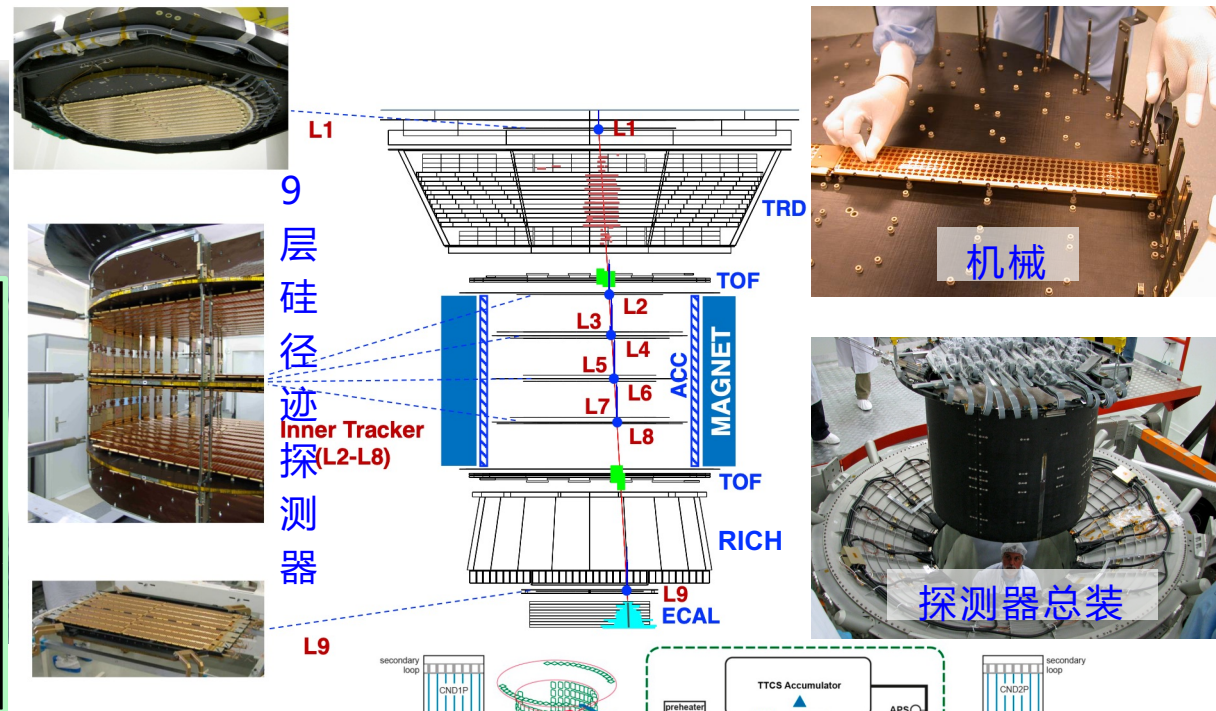 L1
L1
9
层
硅
径
迹
探
测
器
TRD
机械
TOF
L2
L3
L4
L5
L6
L7
L8
ACC
MAGNET
Inner Tracker
(L2-L8)
TOF
RICH
L9
ECAL
L9
探测器总装
secondary
loop
CND1P
TTCS Accumulator
preheater
APS
secondary
loop
CND2P